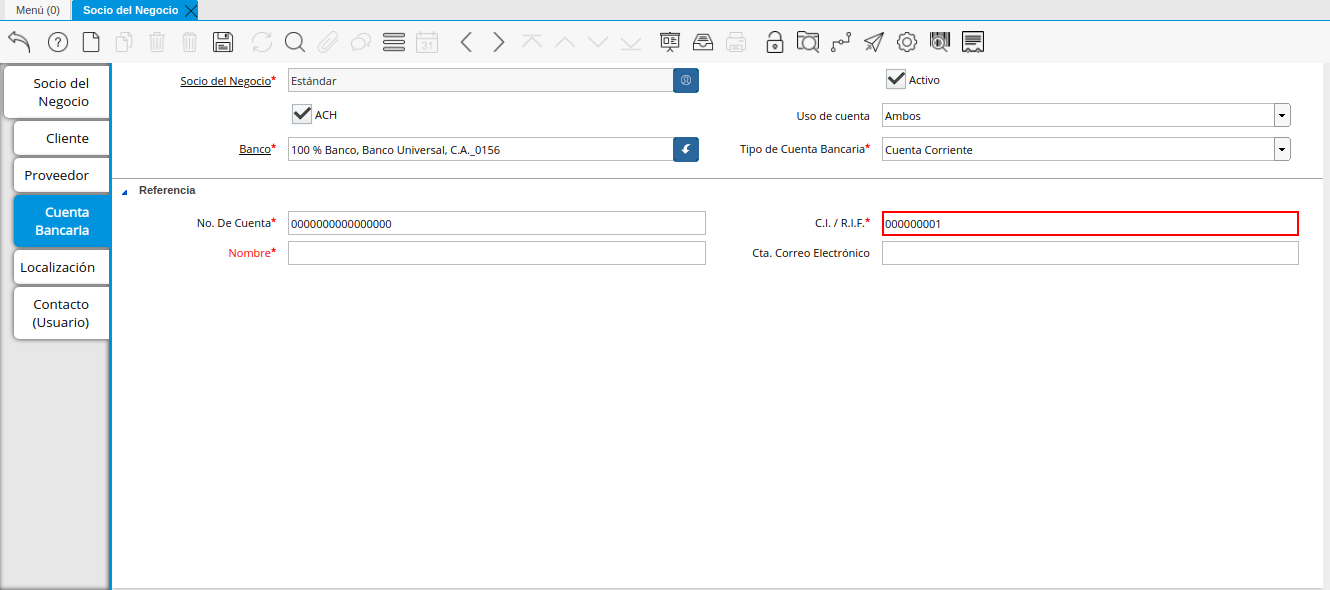 Menú (0)
Socio del Negocio
31
Socio del
Negocio
Cliente
Proveedor
Cuenta
Bancaria
Localización
Contacto
(Usuario)
Socio del Negocio* Estándar
Activo
ACH
Uso de cuenta Ambos
Banco* 100 % Banco, Banco Universal, C.A._0156
Tipo de Cuenta Bancaria* Cuenta Corriente
Referencia
No. De Cuenta* 0000000000000000
C.I. / R.I.F.* 000000001
Nombre*
Cta. Correo Electrónico